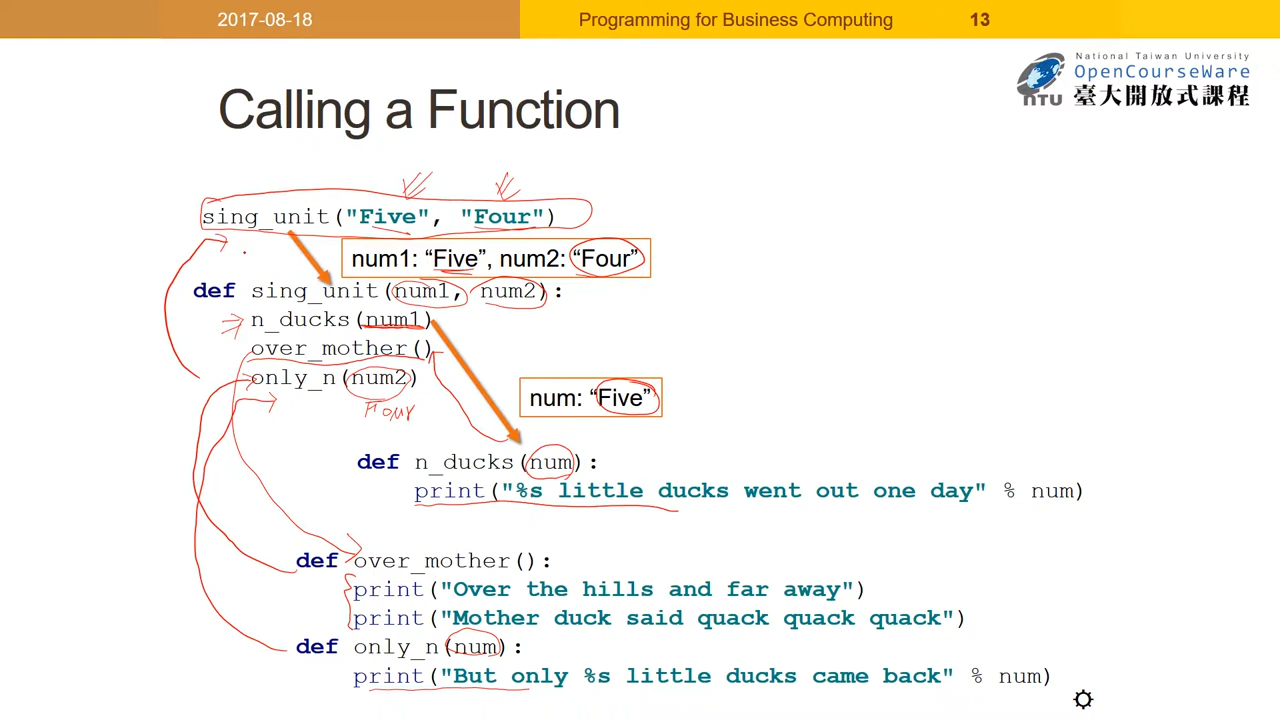 2017-08-18
Programming for Business Computing 13
National Taiwan University
OpenCourseWare
NTU 臺大開放式課程
Calling a Function
sing_unit("Five", "Four")
num1: “Five”, num2: “Four”
def sing_unit(num1, num2):
n_ducks(num1)
over_mother()
only_n(num2)
Four
num: “Five”
def n_ducks(num):
print("%s little ducks went out one day" % num)
def over_mother():
print("Over the hills and far away")
print("Mother duck said quack quack quack")
def only_n(num):
print("But only %s little ducks came back" % num)